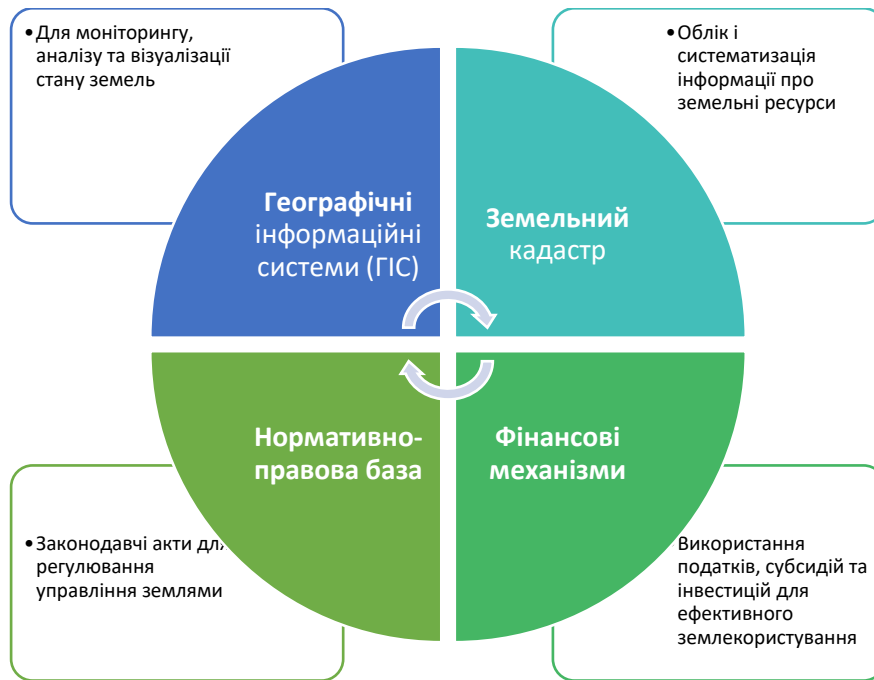 •Для моніторингу,
аналізу та візуалізації
стану земель
•Облік і
систематизація
інформації про
земельні ресурси
Географічні
інформаційні
системи (ГІС)
Земельний
кадастр
Нормативно-
правова база
Фінансові
механізми
•Законодавчі акти для
регулювання
управління землями
Використання
податків, субсидій та
інвестицій для
ефективного
землекористування